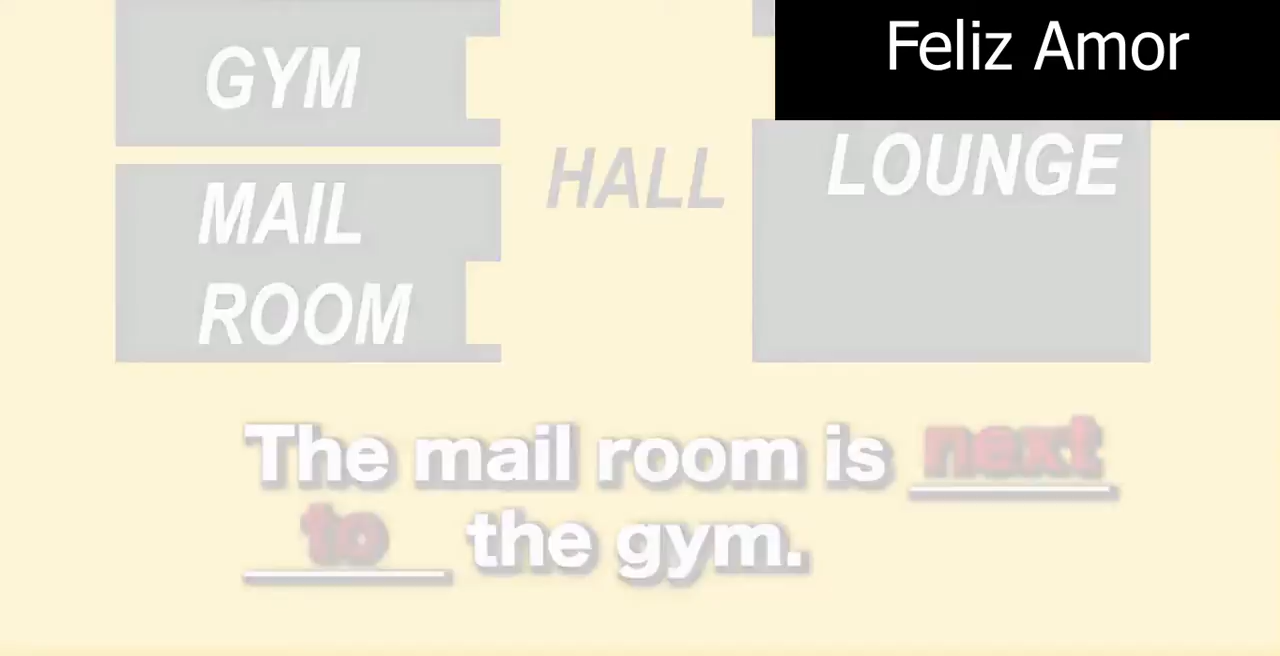 Feliz Amor
GYM
HALL
LOUNGE
MAIL
ROOM
The mail room is next
to the gym.